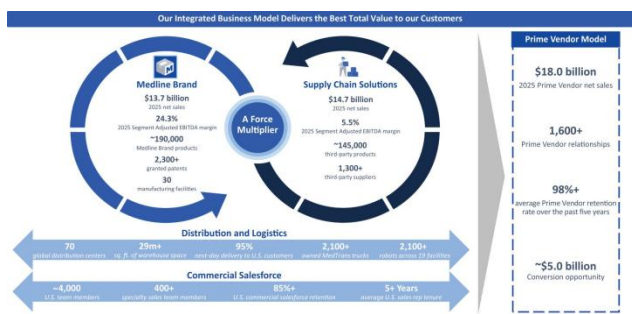 Our Integrated Business Model Delivers the Best Total Value to our Customers
Medline Brand
$13.7 billion
2025 net sales
24.3%
2025 Segment Adjusted EBITDA margin
~190,000
Medline Brand products
2,300+
granted patents
30
manufacturing facilities
A Force
Multiplier
Supply Chain Solutions
$14.7 billion
2025 net sales
5.5%
2025 Segment Adjusted EBITDA margin
~145,000
third-party products
1,300+
third-party suppliers
Distribution and Logistics
70
global distribution centers
29m+
sq. ft. of warehouse space
95%
next-day delivery to U.S. customers
2,100+
owned MedTrans trucks
2,100+
robots across 19 facilities
Commercial Salesforce
~4,000
U.S. team members
400+
specialty sales team members
85%+
U.S. commercial salesforce retention
5+ Years
average U.S. sales rep tenure
Prime Vendor Model
$18.0 billion
2025 Prime Vendor net sales
1,600+
Prime Vendor relationships
98%+
average Prime Vendor retention
rate over the past five years
~$5.0 billion
Conversion opportunity